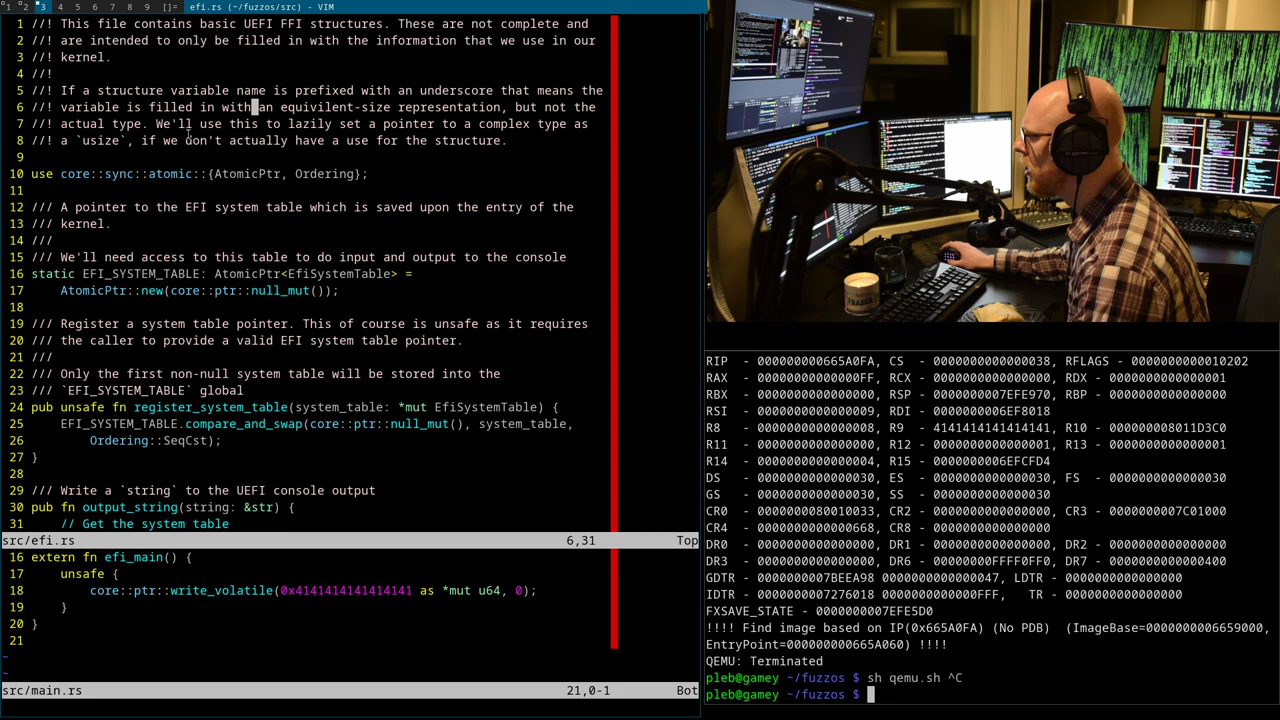 1 2 3 4 5 6 7 8 9 []= efi.rs (~/fuzzos/src) - VIM
1 //! This file contains basic UEFI FFI structures. These are not complete and
2 //! are intended to only be filled in with the information that we use in our
3 //! kernel.
4 //!
5 //! If a structure variable name is prefixed with an underscore that means the
6 //! variable is filled in with an equivilent-size representation, but not the
7 //! actual type. We'll use this to lazily set a pointer to a complex type as
8 //! a `usize`, if we don't actually have a use for the structure.
9
10 use core::sync::atomic::{AtomicPtr, Ordering};
11
12 /// A pointer to the EFI system table which is saved upon the entry of the
13 /// kernel.
14 ///
15 /// We'll need access to this table to do input and output to the console
16 static EFI_SYSTEM_TABLE: AtomicPtr<EfiSystemTable> =
17     AtomicPtr::new(core::ptr::null_mut());
18
19 /// Register a system table pointer. This of course is unsafe as it requires
20 /// the caller to provide a valid EFI system table pointer.
21 ///
22 /// Only the first non-null system table will be stored into the
23 /// `EFI_SYSTEM_TABLE` global
24 pub unsafe fn register_system_table(system_table: *mut EfiSystemTable) {
25     EFI_SYSTEM_TABLE.compare_and_swap(core::ptr::null_mut(), system_table,
26         Ordering::SeqCst);
27 }
28
29 /// Write a `string` to the UEFI console output
30 pub fn output_string(string: &str) {
31     // Get the system table
src/efi.rs 6,31 Top
16 extern fn efi_main() {
17     unsafe {
18         core::ptr::write_volatile(0x4141414141414141 as *mut u64, 0);
19     }
20 }
21
~
~
src/main.rs 21,0-1 Bot
RIP  - 00000000665A0FA, CS  - 0000000000000038, RFLAGS - 0000000000010202
RAX  - 00000000000000FF, RCX - 0000000000000000, RDX - 0000000000000001
RBX  - 0000000000000000, RSP - 0000000007EFE970, RBP - 0000000000000000
RSI  - 0000000000000009, RDI - 0000000006EF8018
R8   - 0000000000000008, R9  - 4141414141414141, R10 - 000000008011D3C0
R11  - 0000000000000000, R12 - 0000000000000001, R13 - 0000000000000001
R14  - 0000000000000004, R15 - 0000000006EFCFD4
DS   - 0000000000000030, ES  - 0000000000000030, FS  - 0000000000000030
GS   - 0000000000000030, SS  - 0000000000000030
CR0  - 0000000080010033, CR2 - 0000000000000000, CR3 - 0000000007C01000
CR4  - 0000000000000668, CR8 - 0000000000000000
DR0  - 0000000000000000, DR1 - 0000000000000000, DR2 - 0000000000000000
DR3  - 0000000000000000, DR6 - 00000000FFFF0FF0, DR7 - 0000000000000400
GDTR - 0000000007BEEA98 0000000000000047, LDTR - 0000000000000000
IDTR - 0000000007276018 0000000000000FFF,   TR - 0000000000000000
FXSAVE_STATE - 0000000007EFE5D0
!!!! Find image based on IP(0x665A0FA) (No PDB)  (ImageBase=0000000006659000,
EntryPoint=000000000665A060) !!!!
QEMU: Terminated
pleb@gamey ~/fuzzos $ sh qemu.sh ^C
pleb@gamey ~/fuzzos $